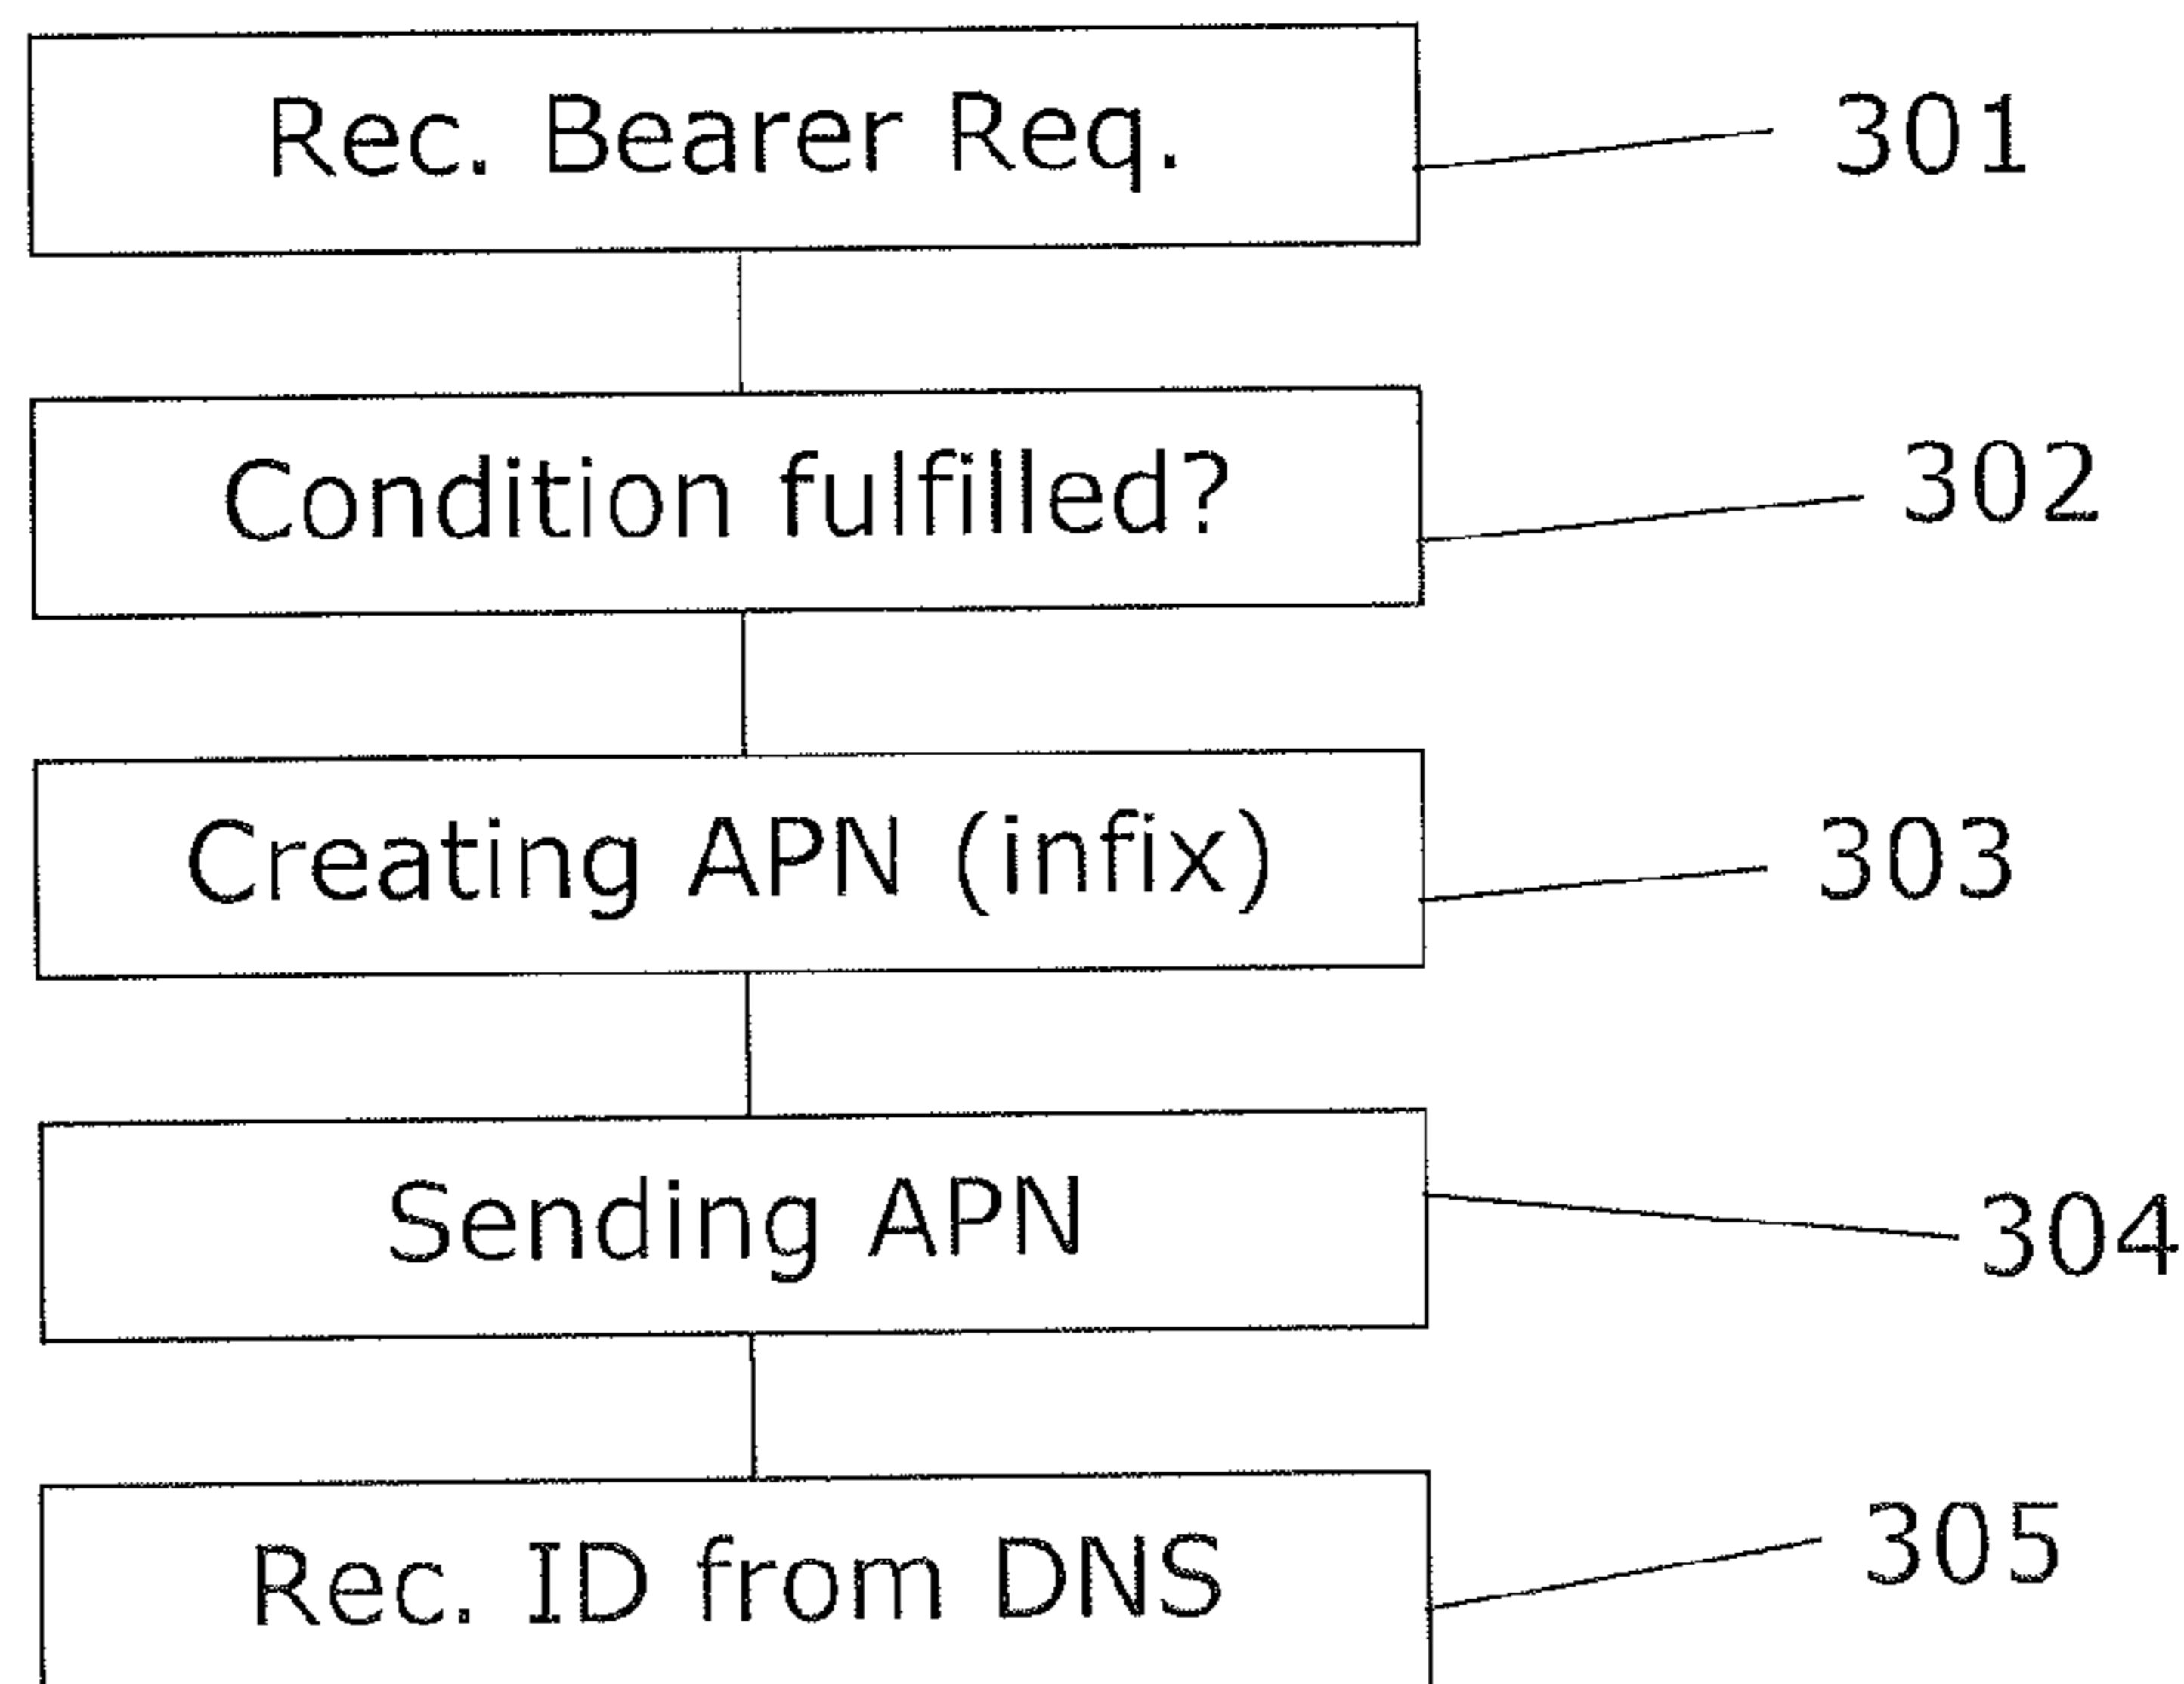 Rec. Bearer Req.
301
Condition fulfilled?
302
Creating APN (infix)
303
Sending APN
304
Rec. ID from DNS
305